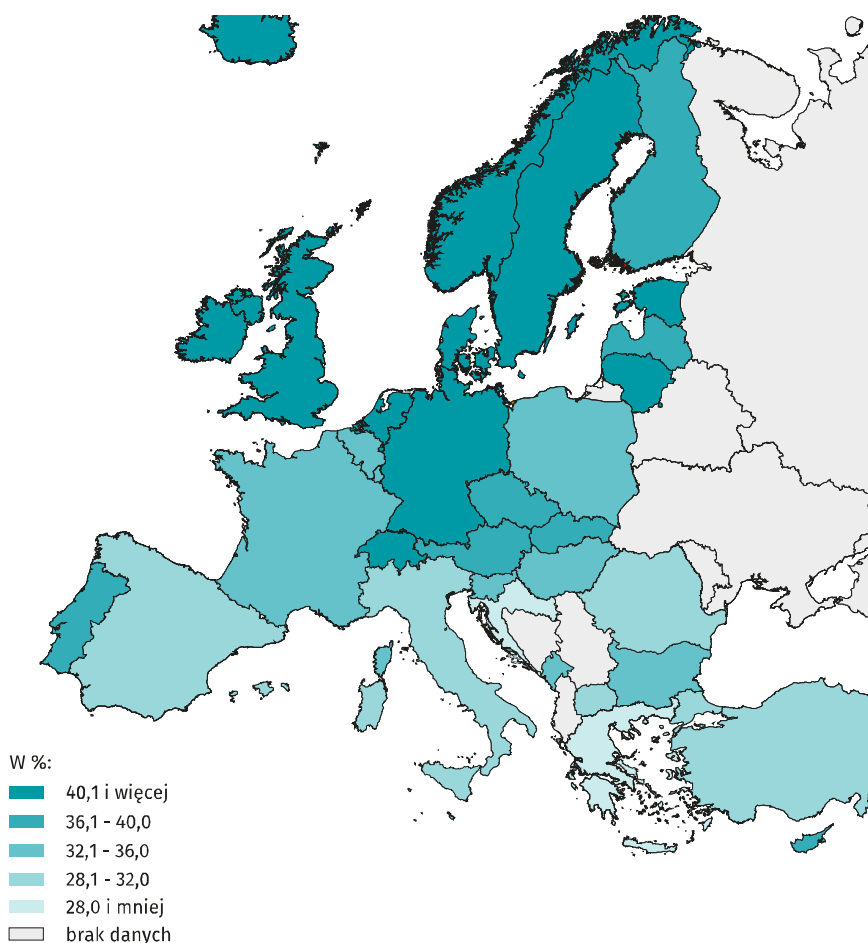 W %:
40,1 i więcej
36,1 - 40,0
32,1 - 36,0
28,1 - 32,0
28,0 i mniej
brak danych